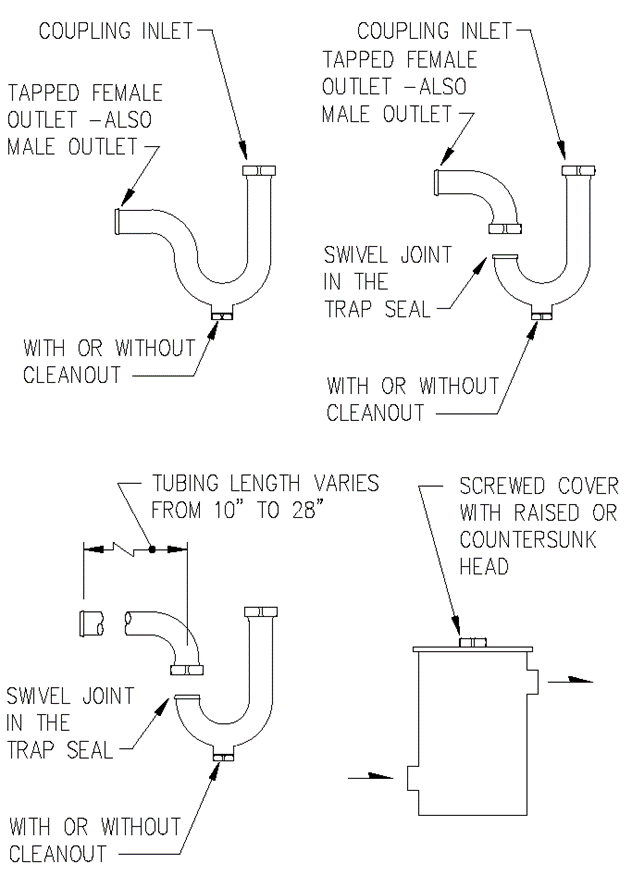 COUPLING INLET
TAPPED FEMALE
OUTLET -ALSO
MALE OUTLET
WITH OR WITHOUT
CLEANOUT
COUPLING INLET
TAPPED FEMALE
OUTLET -ALSO
MALE OUTLET
SWIVEL JOINT
IN THE
TRAP SEAL
WITH OR WITHOUT
CLEANOUT
TUBING LENGTH VARIES
FROM 10" TO 28"
SWIVEL JOINT
IN THE
TRAP SEAL
WITH OR WITHOUT
CLEANOUT
SCREWED COVER
WITH RAISED OR
COUNTERSUNK
HEAD